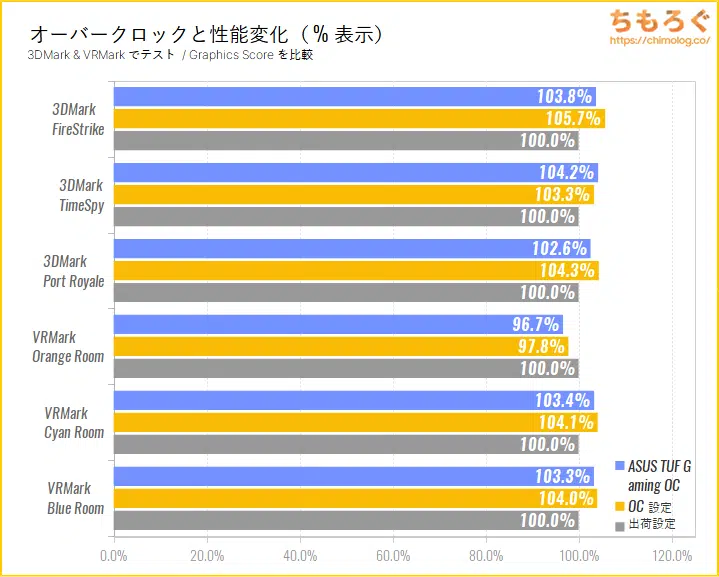 オーバークロックと性能変化（% 表示）
3DMark & VRMark でテスト / Graphics Score を比較
ちもろぐ
https://chimolog.co/
3DMark
FireStrike
103.8%
105.7%
100.0%
3DMark
TimeSpy
104.2%
103.3%
100.0%
3DMark
Port Royale
102.6%
104.3%
100.0%
VRMark
Orange Room
96.7%
97.8%
100.0%
VRMark
Cyan Room
103.4%
104.1%
100.0%
VRMark
Blue Room
103.3%
104.0%
100.0%
ASUS TUF G
aming OC
OC 設定
出荷設定
0.0% 20.0% 40.0% 60.0% 80.0% 100.0% 120.0%